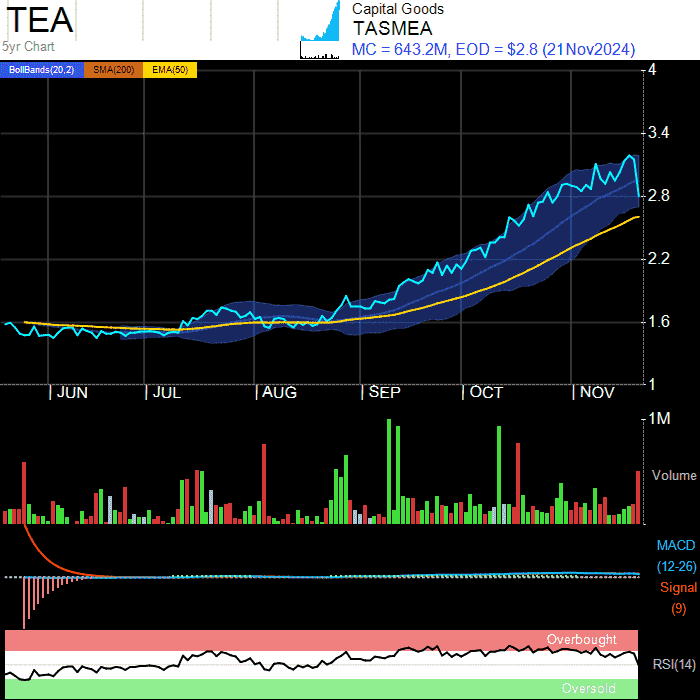 TEA
5yr Chart
Capital Goods
TASMEA
MC = 643.2M, EOD = $2.8 (21Nov2024)
BollBands(20,2) SMA(200) EMA(50)
4
3.4
2.8
2.2
1.6
1
JUN JUL AUG SEP OCT NOV
1M
Volume
MACD
(12-26)
Signal
(9)
Overbought
RSI(14)
Oversold